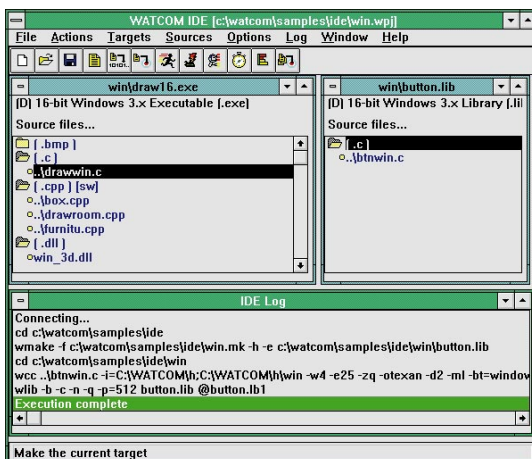 WATCOM IDE [c:\watcom\samples\ide\win.wpj]
File Actions Targets Sources Options Log Window Help
win\draw16.exe
(D) 16-bit Windows 3.x Executable (.exe)
Source files...
( .bmp )
( .c )
..\drawwin.c
( .cpp ) [sw]
..\box.cpp
..\drawroom.cpp
..\furnitu.cpp
( .dll )
win_3d.dll
win\button.lib
(D) 16-bit Windows 3.x Library (.li
Source files...
( .c )
..\btnwin.c
IDE Log
Connecting...
cd c:\watcom\samples\ide
wmake -f c:\watcom\samples\ide\win.mk -h -e c:\watcom\samples\ide\win\button.lib
cd c:\watcom\samples\ide\win
wcc ..\btnwin.c -i=C:\WATCOM\h;C:\WATCOM\h\win -w4 -e25 -zq -otexan -d2 -ml -bt=window
wlib -b -c -n -q -p=512 button.lib @button.lb1
Execution complete
Make the current target